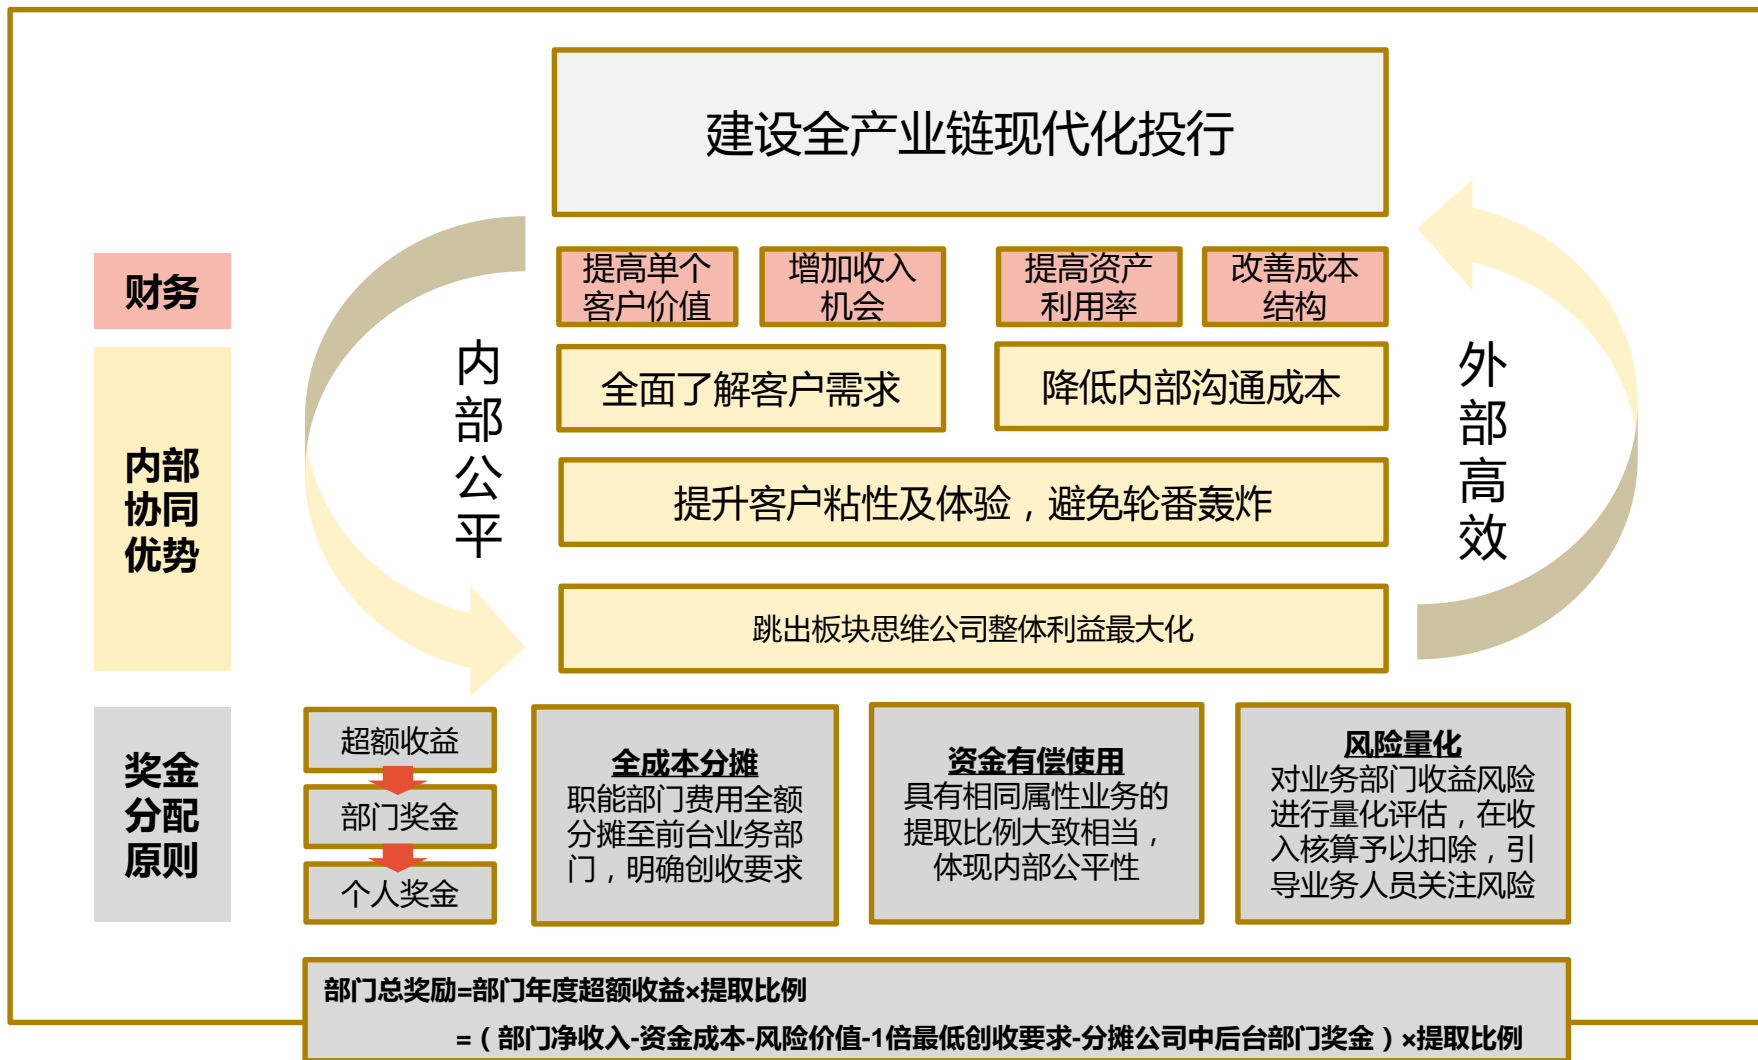 建设全产业链现代化投行
财务
提高单个
客户价值
增加收入
机会
提高资产
利用率
改善成本
结构
内部公平
外部高效
内部
协同
优势
全面了解客户需求
降低内部沟通成本
提升客户粘性及体验，避免轮番轰炸
跳出板块思维公司整体利益最大化
奖金
分配
原则
超额收益
部门奖金
个人奖金
全成本分摊
职能部门费用全额
分摊至前台业务部
门，明确创收要求
资金有偿使用
具有相同属性业务的
提取比例大致相当，
体现内部公平性
风险量化
对业务部门收益风险
进行量化评估，在收
入核算予以扣除，引
导业务人员关注风险
部门总奖励=部门年度超额收益×提取比例
=（部门净收入-资金成本-风险价值-1倍最低创收要求-分摊公司中后台部门奖金）×提取比例